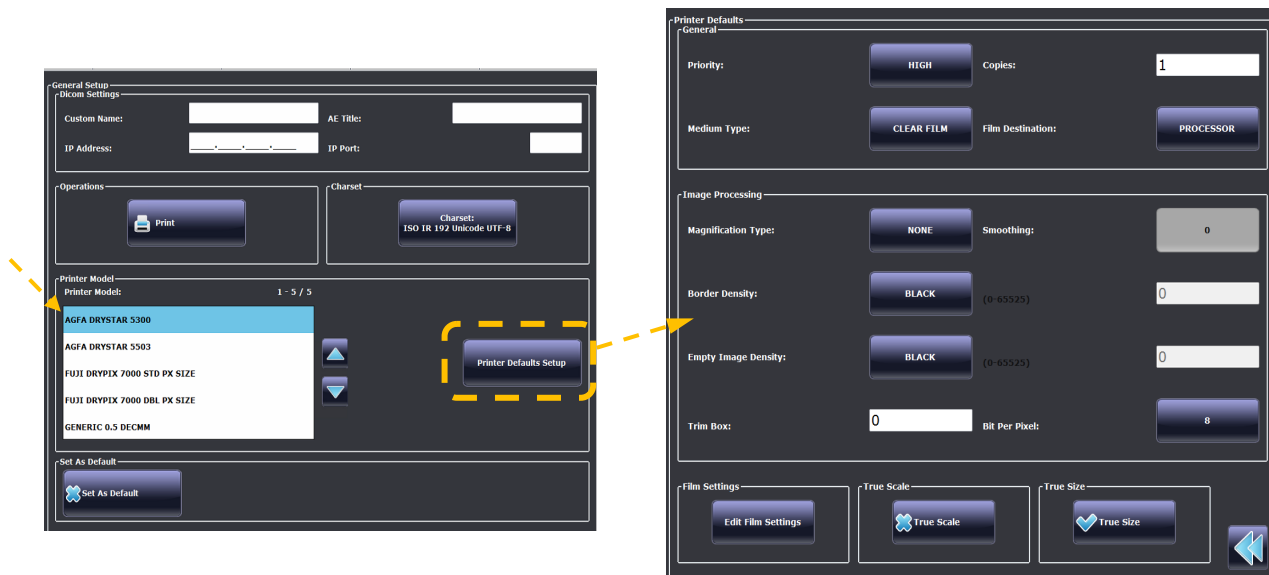 General Setup
Dicom Settings
Custom Name:
AE Title:
IP Address:
___.___.___.___
IP Port:
Operations
Print
Charset
Charset:
ISO IR 192 Unicode UTF-8
Printer Model
Printer Model:
1 - 5 / 5
AGFA DRYSTAR 5300
AGFA DRYSTAR 5503
FUJI DRYPIX 7000 STD PX SIZE
FUJI DRYPIX 7000 DBL PX SIZE
GENERIC 0.5 DECMM
Printer Defaults Setup
Set As Default
Set As Default
Printer Defaults
General
Priority:
HIGH
Copies:
1
Medium Type:
CLEAR FILM
Film Destination:
PROCESSOR
Image Processing
Magnification Type:
NONE
Smoothing:
0
Border Density:
BLACK
(0-65525)
0
Empty Image Density:
BLACK
(0-65525)
0
Trim Box:
0
Bit Per Pixel:
8
Film Settings
Edit Film Settings
True Scale
True Scale
True Size
True Size